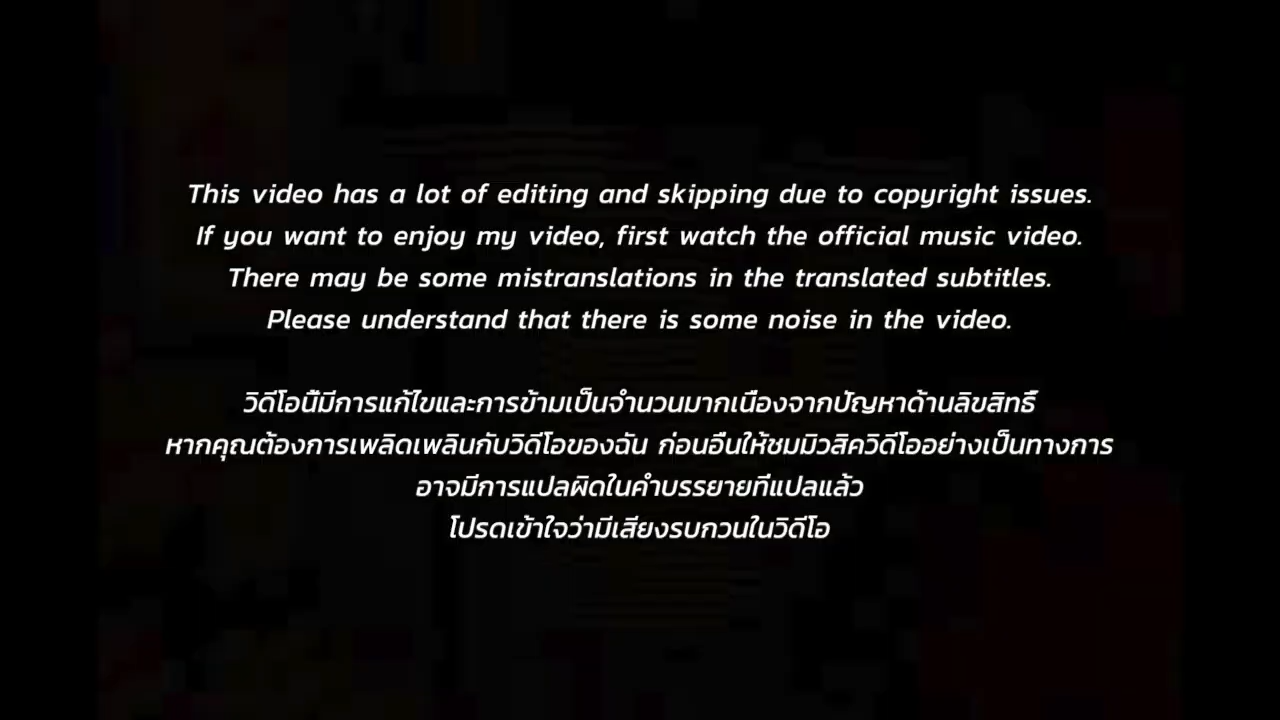 This video has a lot of editing and skipping due to copyright issues.
If you want to enjoy my video, first watch the official music video.
There may be some mistranslations in the translated subtitles.
Please understand that there is some noise in the video.
วิดีโอนี้มีการแก้ไขและการข้ามเป็นจำนวนมากเนื่องจากปัญหาด้านลิขสิทธิ์
หากคุณต้องการเพลิดเพลินกับวิดีโอของฉัน ก่อนอื่นให้ชมมิวสิควิดีโออย่างเป็นทางการ
อาจมีการแปลผิดในคำบรรยายที่แปลแล้ว
โปรดเข้าใจว่ามีเสียงรบกวนในวิดีโอ